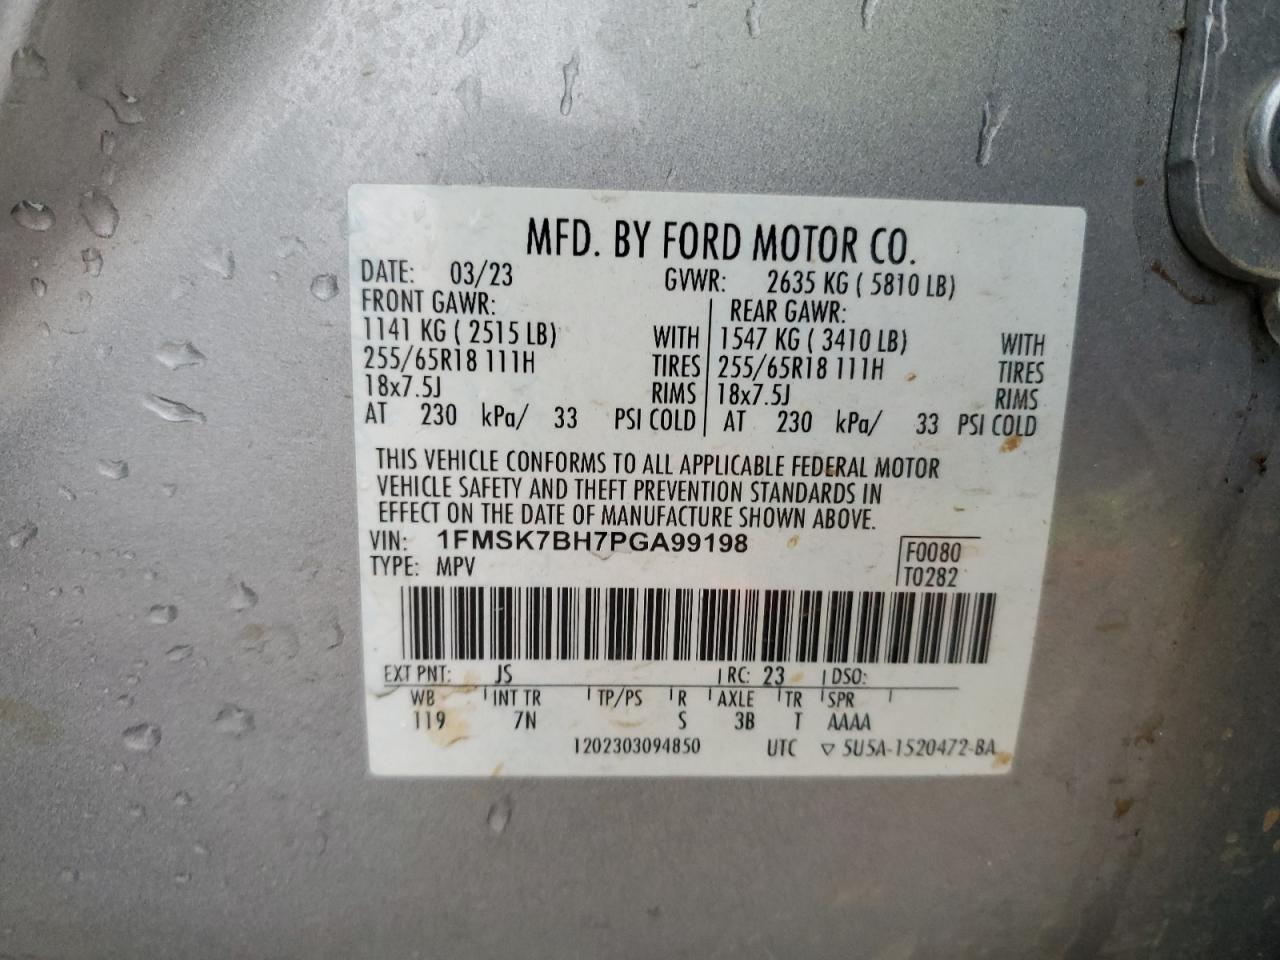 MFD. BY FORD MOTOR CO.
DATE: 03/23 GVWR: 2635 KG ( 5810 LB)
FRONT GAWR: REAR GAWR:
1141 KG ( 2515 LB) WITH 1547 KG ( 3410 LB) WITH
255/65R18 111H TIRES 255/65R18 111H TIRES
18x7.5J RIMS 18x7.5J RIMS
AT 230 kPa/ 33 PSI COLD AT 230 kPa/ 33 PSI COLD
THIS VEHICLE CONFORMS TO ALL APPLICABLE FEDERAL MOTOR
VEHICLE SAFETY AND THEFT PREVENTION STANDARDS IN
EFFECT ON THE DATE OF MANUFACTURE SHOWN ABOVE.
VIN: 1FMSK7BH7PGA99198 F0080
TYPE: MPV T0282
EXT PNT: JS RC: 23 DSO:
WB INT TR TP/PS R AXLE TR SPR
119 7N S 3B T AAAA
1202303094850 UTC ▽ 5U5A-1520472-BA